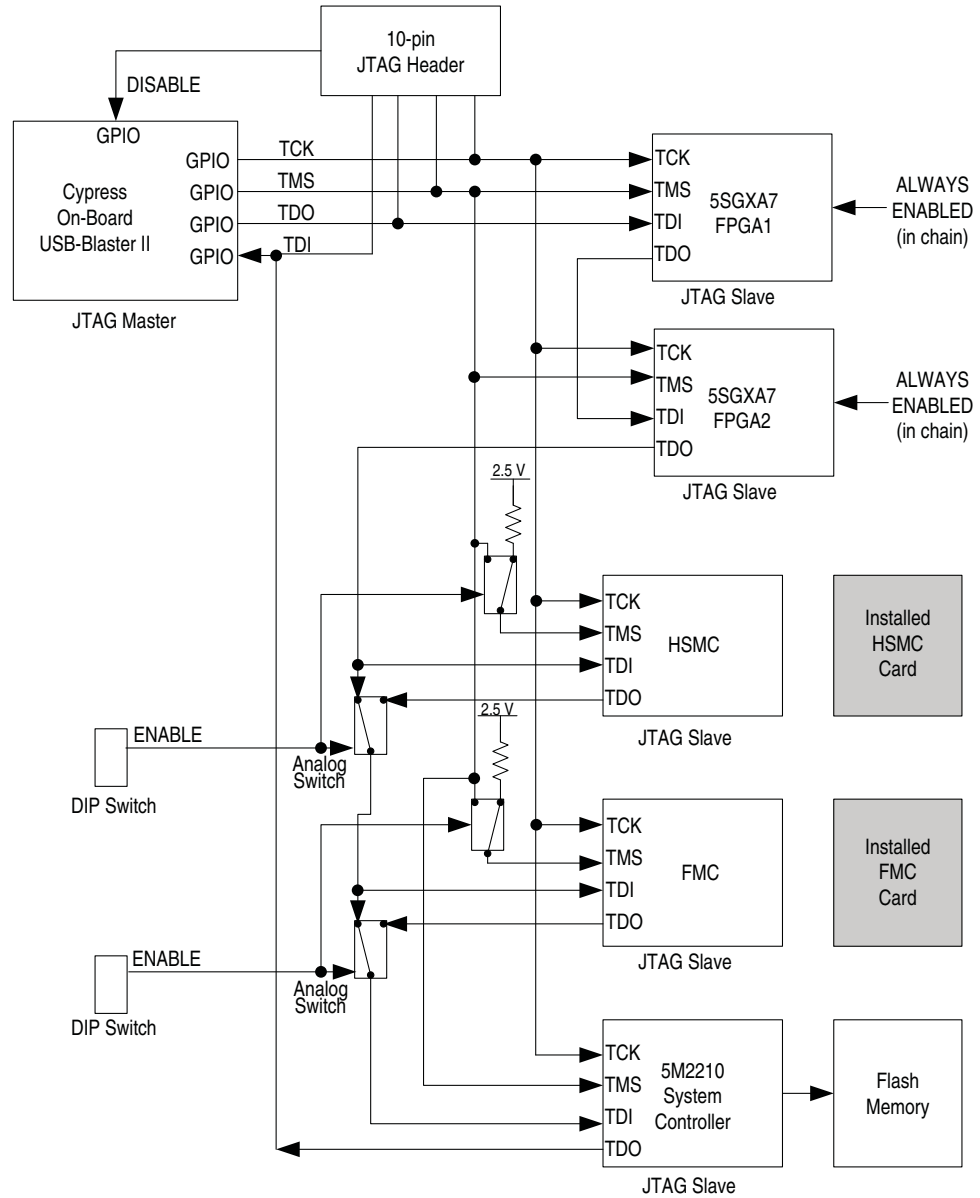 10-pin
JTAG Header
DISABLE
GPIO
Cypress
On-Board
USB-Blaster II
GPIO
GPIO
GPIO
GPIO
TCK
TMS
TDO
TDI
JTAG Master
TCK
TMS
TDI
TDO
5SGXA7
FPGA1
JTAG Slave
ALWAYS
ENABLED
(in chain)
TCK
TMS
TDI
TDO
5SGXA7
FPGA2
JTAG Slave
ALWAYS
ENABLED
(in chain)
2.5 V
TCK
TMS
TDI
TDO
HSMC
JTAG Slave
Installed
HSMC
Card
ENABLE
DIP Switch
Analog
Switch
2.5 V
TCK
TMS
TDI
TDO
FMC
JTAG Slave
Installed
FMC
Card
ENABLE
DIP Switch
Analog
Switch
TCK
TMS
TDI
TDO
5M2210
System
Controller
JTAG Slave
Flash
Memory